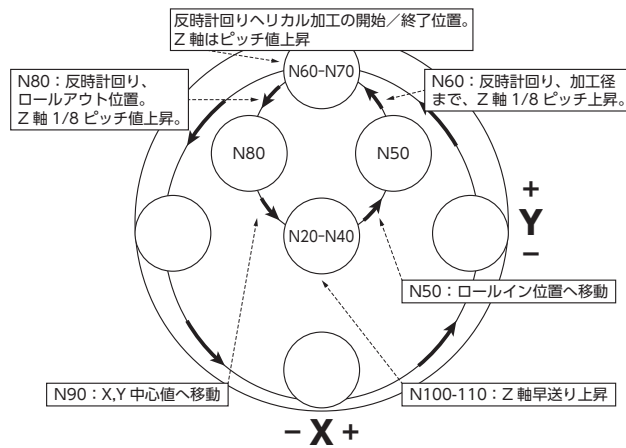 反時計回りヘリカル加工の開始／終了位置。
Z 軸はピッチ値上昇
N80：反時計回り、
ロールアウト位置。
Z 軸 1/8 ピッチ値上昇。
N60-N70
N60：反時計回り、加工径
まで、Z 軸 1/8 ピッチ上昇。
N80
N50
N20-N40
+
Y
-
N50：ロールイン位置へ移動
N90：X,Y 中心値へ移動
N100-110：Z 軸早送り上昇
- X +